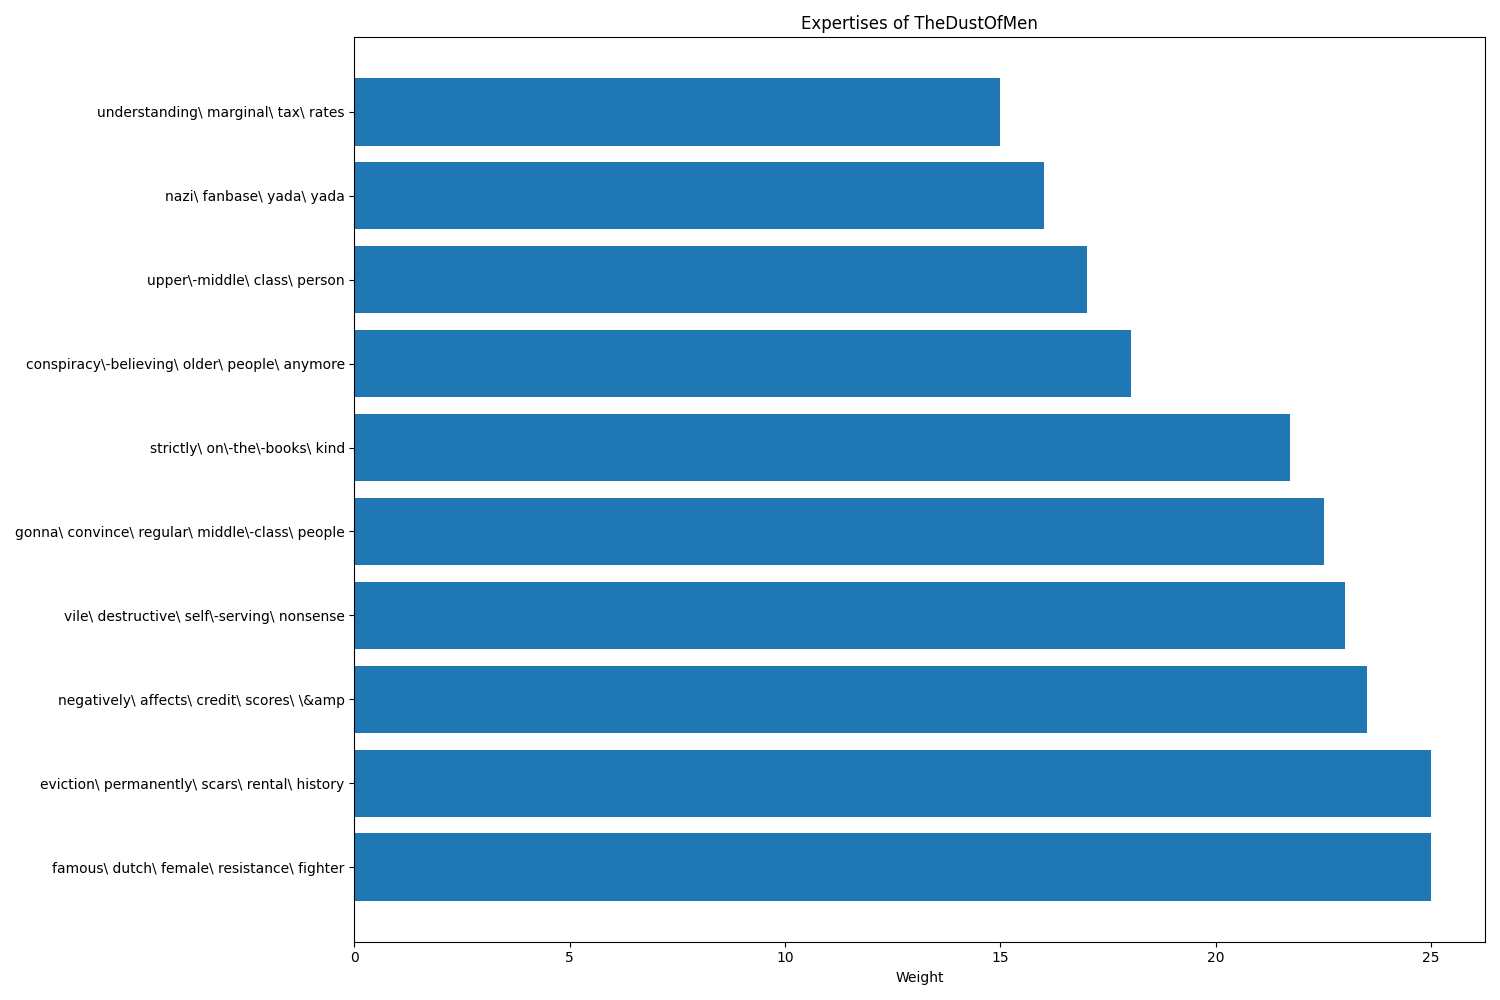 Expertises of TheDustOfMen
understanding\ marginal\ tax\ rates
nazi\ fanbase\ yada\ yada
upper\-middle\ class\ person
conspiracy\-believing\ older\ people\ anymore
strictly\ on\-the\-books\ kind
gonna\ convince\ regular\ middle\-class\ people
vile\ destructive\ self\-serving\ nonsense
negatively\ affects\ credit\ scores\ \&amp
eviction\ permanently\ scars\ rental\ history
famous\ dutch\ female\ resistance\ fighter
0 5 10 15 20 25
Weight